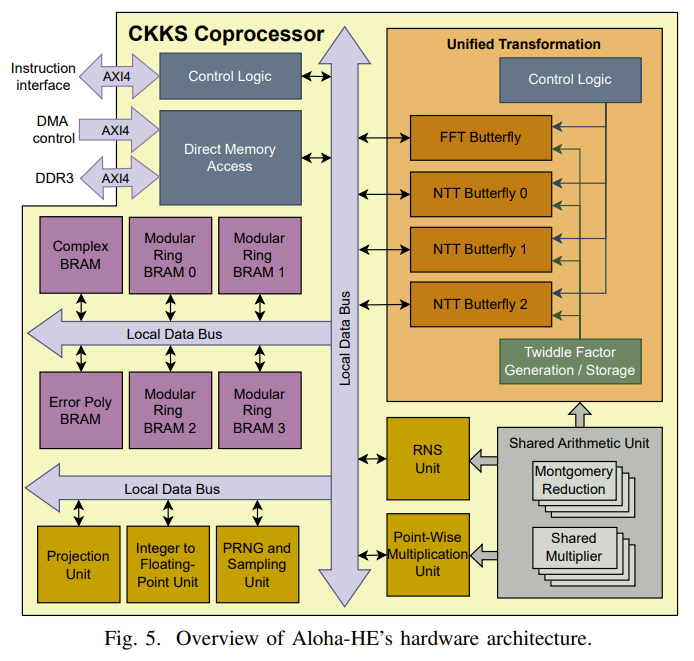 CKKS Coprocessor
Instruction
interface
AXI4
Control Logic
DMA
control
AXI4
Direct Memory
Access
DDR3
AXI4
Complex
BRAM
Modular
Ring
BRAM 0
Modular
Ring
BRAM 1
Local Data Bus
Error Poly
BRAM
Modular
Ring
BRAM 2
Modular
Ring
BRAM 3
Local Data Bus
Projection
Unit
Integer to
Floating-
Point Unit
PRNG and
Sampling
Unit
Local Data Bus
Unified Transformation
Control Logic
FFT Butterfly
NTT Butterfly 0
NTT Butterfly 1
NTT Butterfly 2
Twiddle Factor
Generation / Storage
RNS
Unit
Point-Wise
Multiplication
Unit
Shared Arithmetic Unit
Montgomery
Reduction
Shared
Multiplier
Fig. 5. Overview of Aloha-HE's hardware architecture.